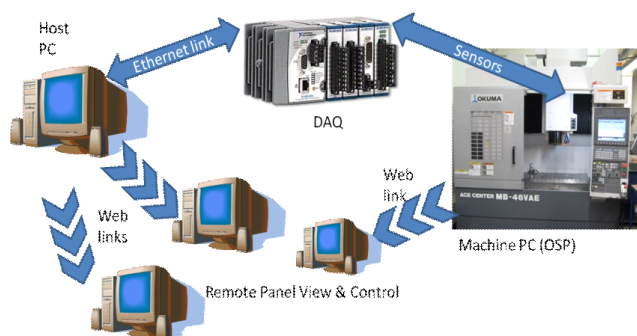 Host
PC
Ethernet link
DAQ
Sensors
OKUMA
ACE CENTER MB-46VAE
Web
link
Machine PC (OSP)
Web
links
Remote Panel View & Control